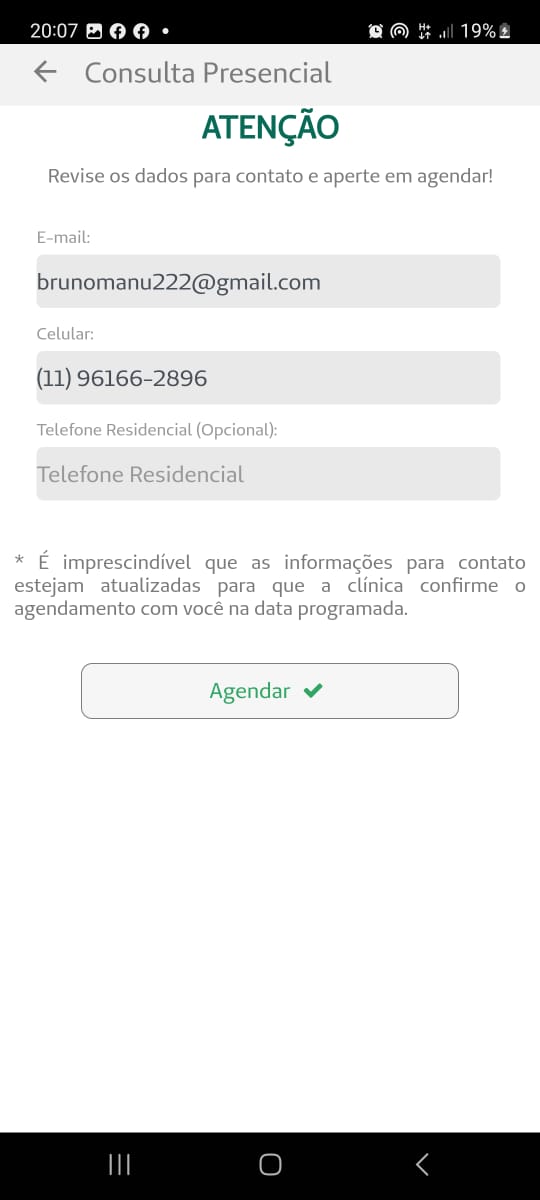 20:07
H+
19%
Consulta Presencial
ATENÇÃO
Revise os dados para contato e aperte em agendar!
E-mail:
brunomanu222@gmail.com
Celular:
(11) 96166-2896
Telefone Residencial (Opcional):
Telefone Residencial
* É imprescindível que as informações para contato
estejam atualizadas para que a clínica confirme o
agendamento com você na data programada.
Agendar